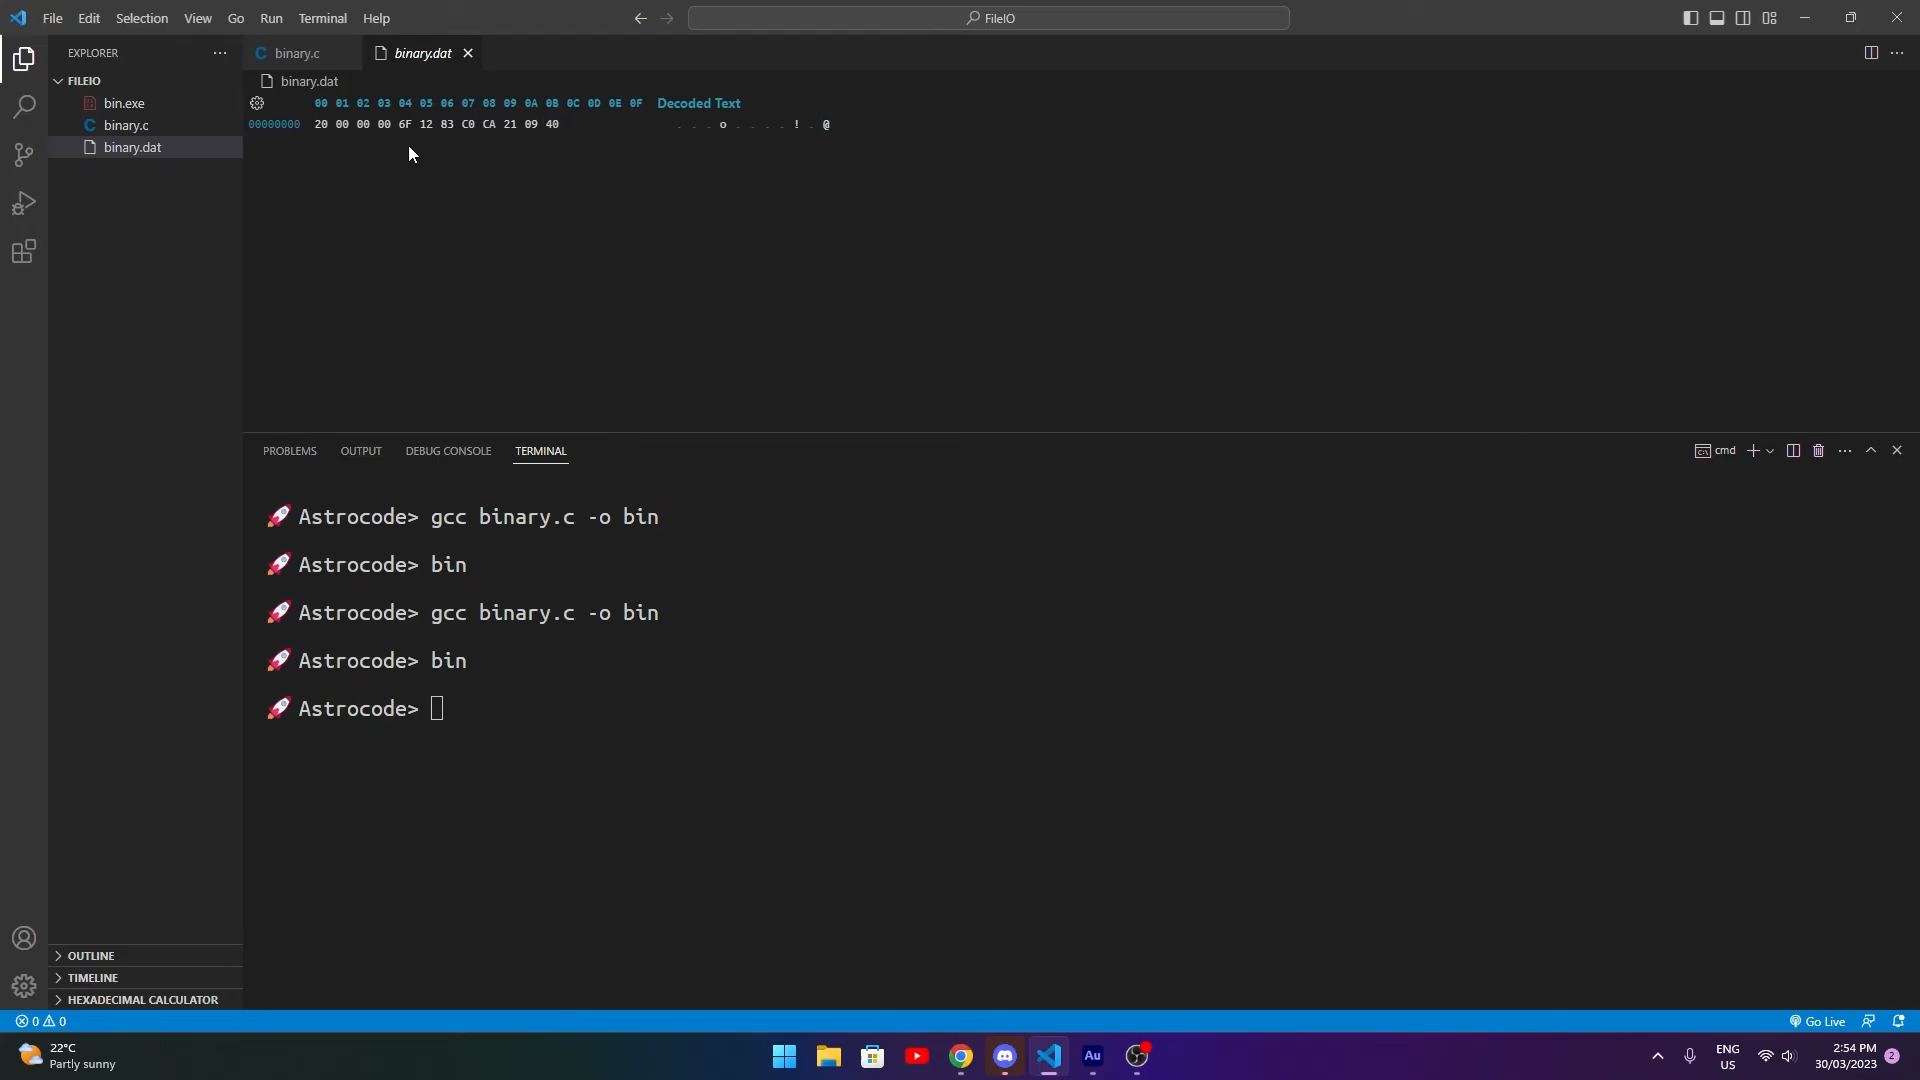 File Edit Selection View Go Run Terminal Help
FileIO
EXPLORER
binary.c
binary.dat
FILEIO
bin.exe
binary.c
binary.dat
binary.dat
00 01 02 03 04 05 06 07 08 09 0A 0B 0C 0D 0E 0F Decoded Text
00000000 20 00 00 00 6F 12 83 C0 CA 21 09 40 . . . o . . . . ! . @
PROBLEMS OUTPUT DEBUG CONSOLE TERMINAL
cmd
Astrocode> gcc binary.c -o bin
Astrocode> bin
Astrocode> gcc binary.c -o bin
Astrocode> bin
Astrocode>
OUTLINE
TIMELINE
HEXADECIMAL CALCULATOR
0 0
Go Live
22°C
Partly sunny
Au
ENG
US
2:54 PM
30/03/2023
2